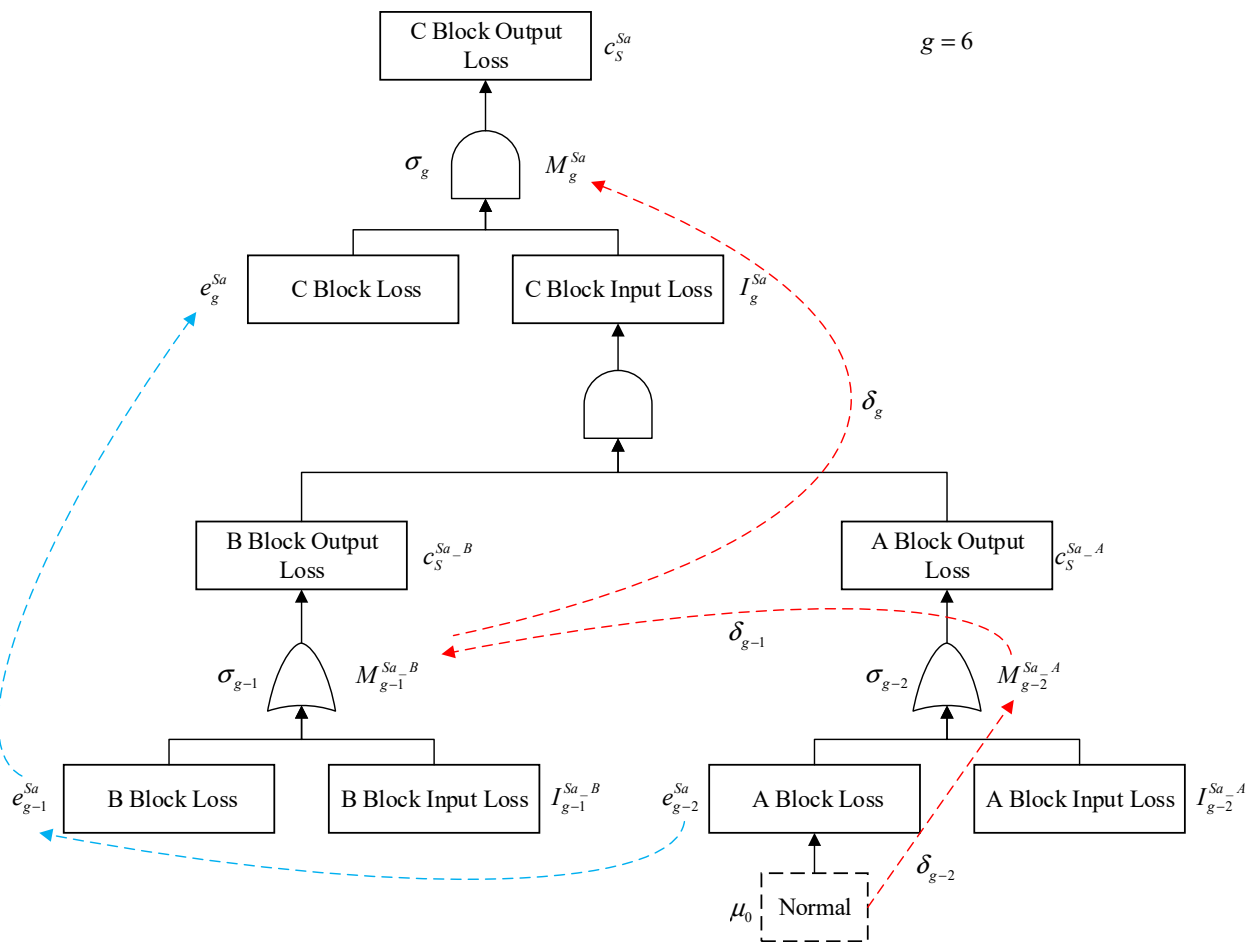 C Block Output
Loss
c_S^{Sa}
g = 6
σ_g
M_g^{Sa}
e_g^{Sa}
C Block Loss
C Block Input Loss
I_g^{Sa}
δ_g
B Block Output
Loss
c_S^{Sa_B}
A Block Output
Loss
c_S^{Sa_A}
δ_{g−1}
σ_{g−1}
M_{g−1}^{Sa_B}
σ_{g−2}
M_{g−2}^{Sa_A}
e_{g−1}^{Sa}
B Block Loss
B Block Input Loss
I_{g−1}^{Sa_B}
e_{g−2}^{Sa}
A Block Loss
A Block Input Loss
I_{g−2}^{Sa_A}
δ_{g−2}
μ_0
Normal